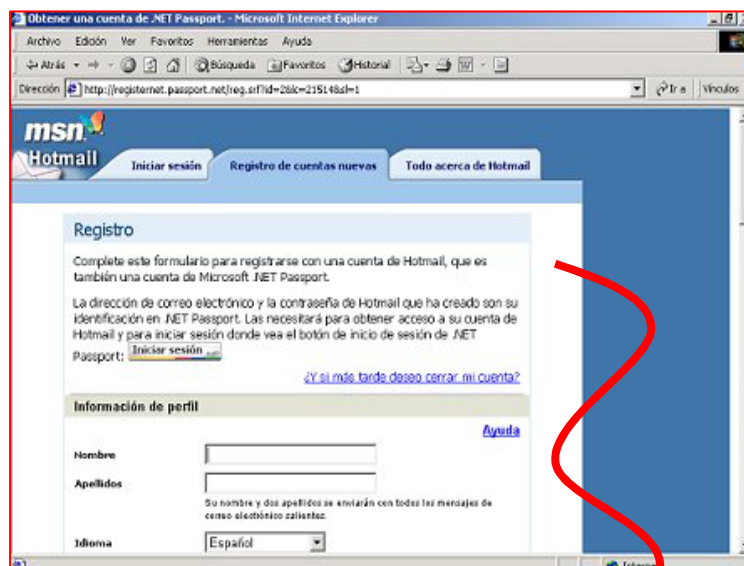 Obtener una cuenta de .NET Passport. - Microsoft Internet Explorer
Archivo Edición Ver Favoritos Herramientas Ayuda
Atrás Búsqueda Favoritos Historial
Dirección http://registernet.passport.net/reg.srf?id=2&lc=21514&sl=1 Ir a Vínculos
msn
Hotmail Iniciar sesión Registro de cuentas nuevas Todo acerca de Hotmail
Registro
Complete este formulario para registrarse con una cuenta de Hotmail, que es
también una cuenta de Microsoft .NET Passport.
La dirección de correo electrónico y la contraseña de Hotmail que ha creado son su
identificación en .NET Passport. Las necesitará para obtener acceso a su cuenta de
Hotmail y para iniciar sesión donde vea el botón de inicio de sesión de .NET
Passport: Iniciar sesión .net
¿Y si más tarde deseo cerrar mi cuenta?
Información de perfil
Ayuda
Nombre
Apellidos
Su nombre y dos apellidos se enviarán con todos los mensajes de
correo electrónico salientes.
Idioma Español